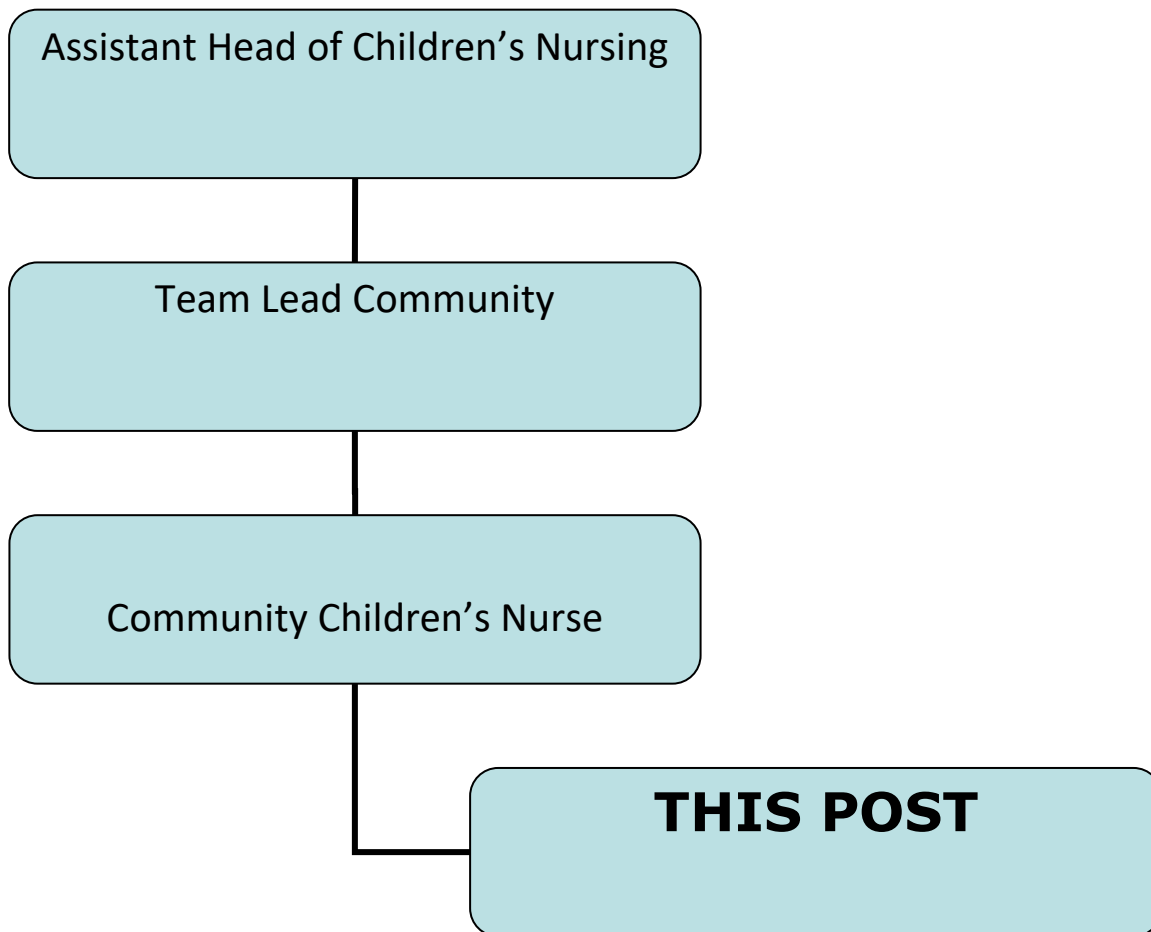 Assistant Head of Children’s Nursing
Team Lead Community
Community Children’s Nurse
THIS POST